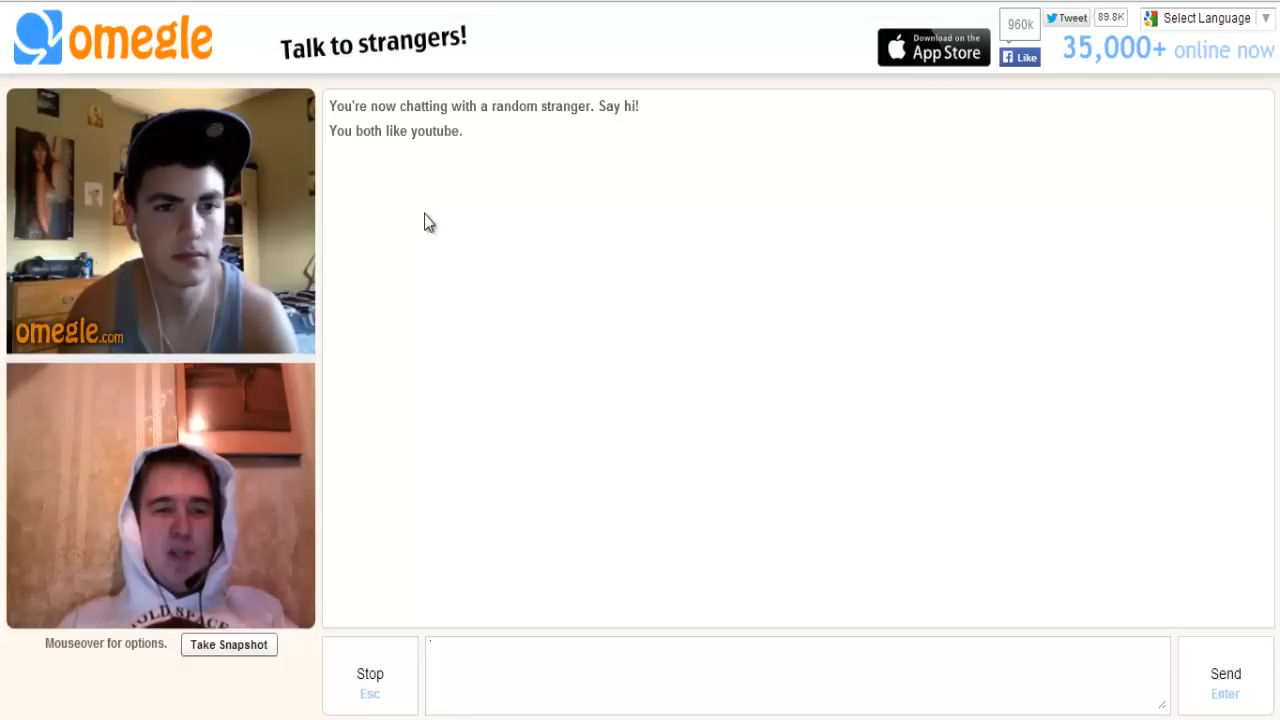 omegle
Talk to strangers!
Download on the
App Store
960k
Like
Tweet
89.8K
Select Language
35,000+ online now
You're now chatting with a random stranger. Say hi!
You both like youtube.
omegle.com
OLD SPACE
Mouseover for options.
Take Snapshot
Stop
Esc
Send
Enter